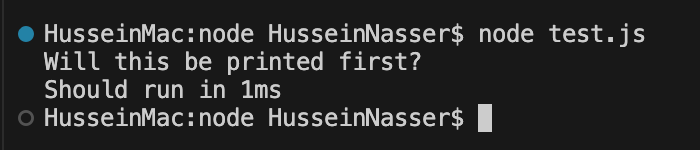 HusseinMac:node HusseinNasser$ node test.js
Will this be printed first?
Should run in 1ms
HusseinMac:node HusseinNasser$